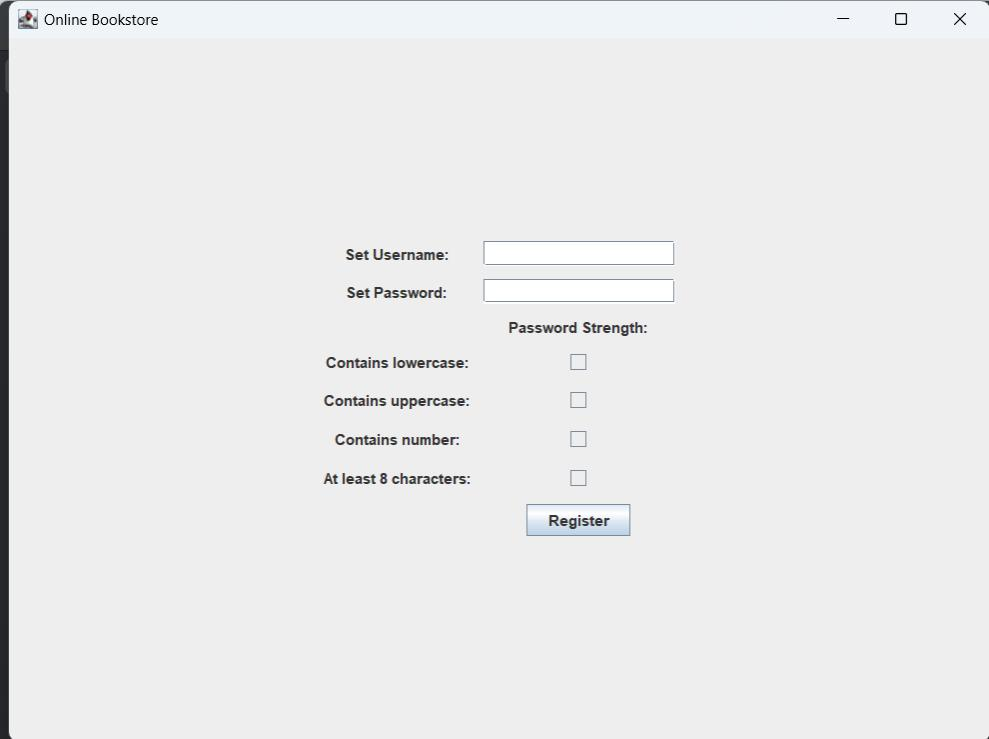 Online Bookstore
Set Username:
Set Password:
Password Strength:
Contains lowercase:
Contains uppercase:
Contains number:
At least 8 characters:
Register